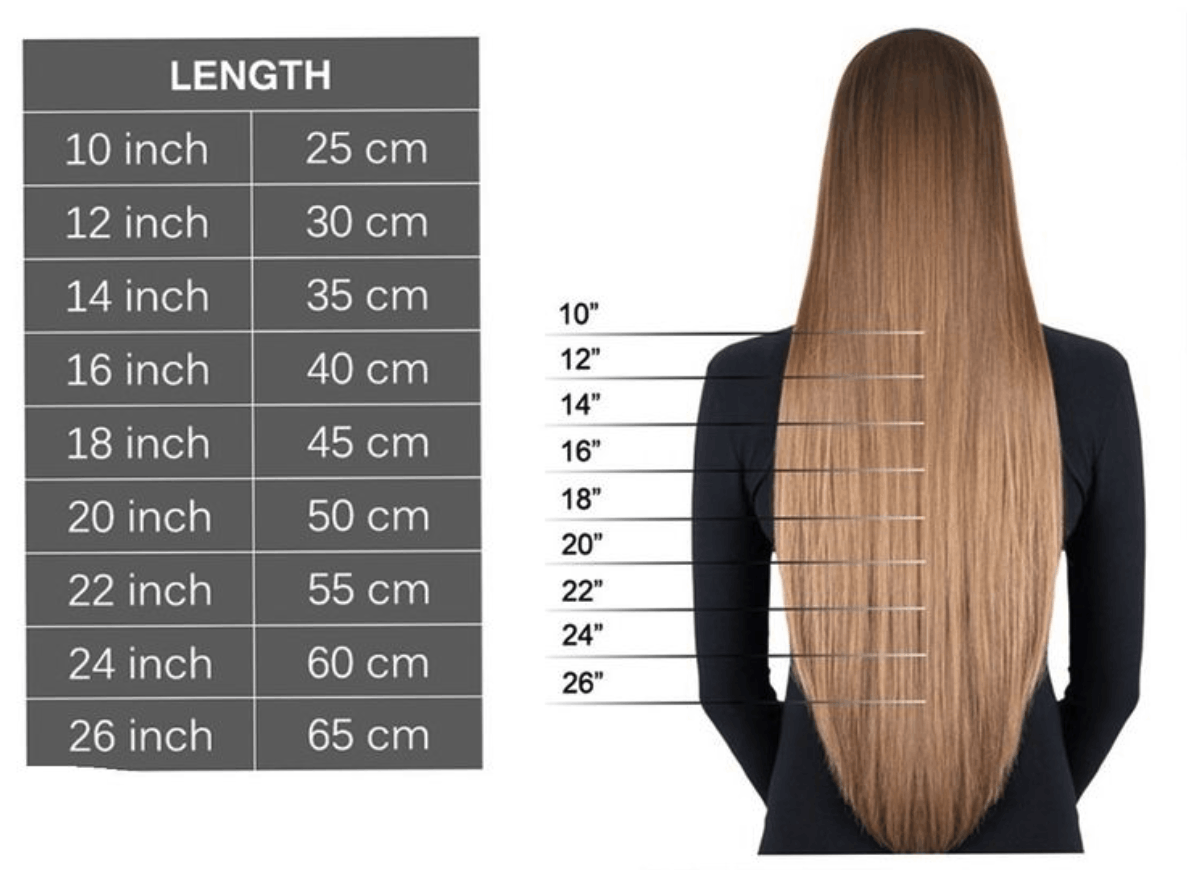 LENGTH
10 inch 25 cm
12 inch 30 cm
14 inch 35 cm
16 inch 40 cm
18 inch 45 cm
20 inch 50 cm
22 inch 55 cm
24 inch 60 cm
26 inch 65 cm
10”
12”
14”
16”
18”
20”
22”
24”
26”